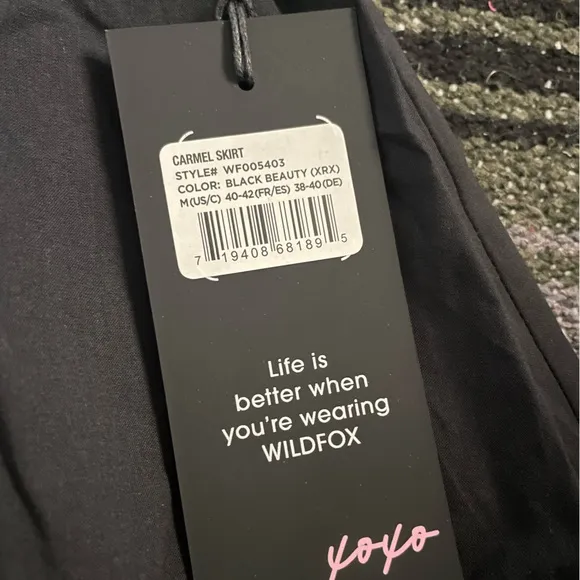 CARMEL SKIRT
STYLE# WF005403
COLOR: BLACK BEAUTY (XRX)
M(US/C) 40-42(FR/ES) 38-40(DE)
7 19408 68189 5
Life is
better when
you're wearing
WILDFOX
xoxo